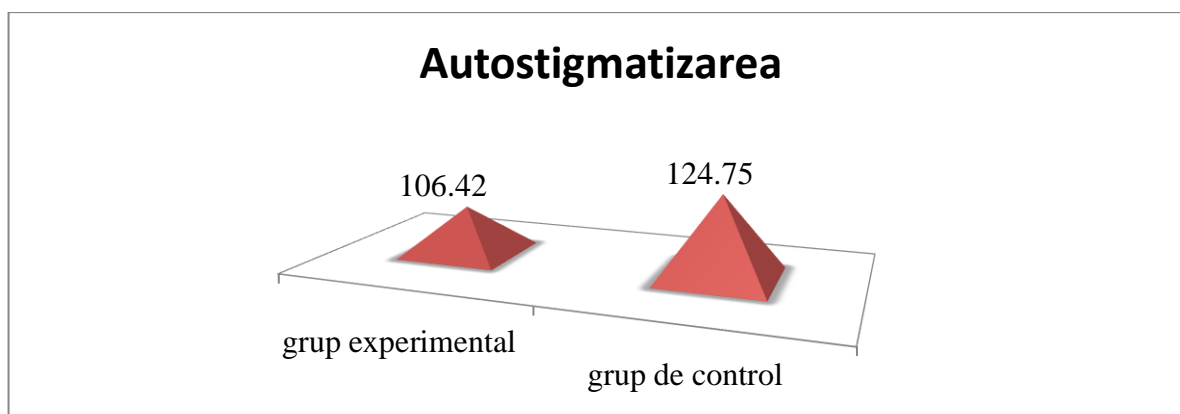 Autostigmatizarea
106.42
124.75
grup experimental
grup de control